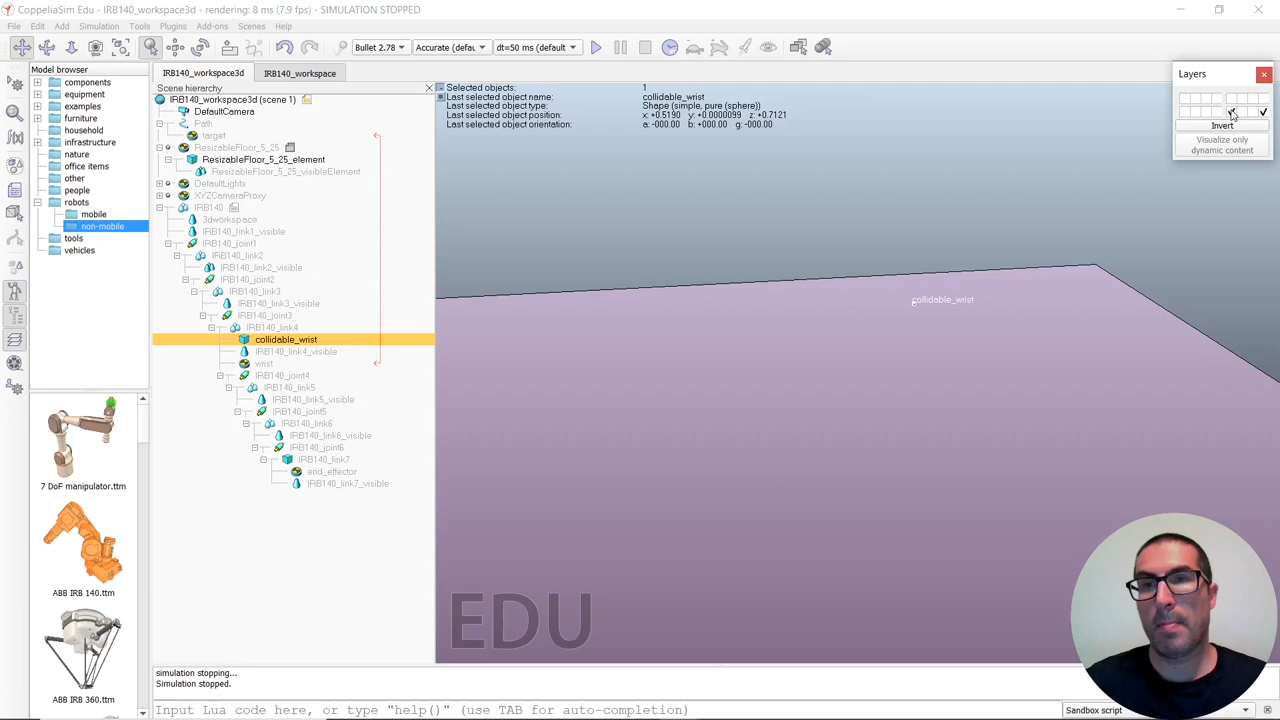 CoppeliaSim Edu - IRB140_workspace3d - rendering: 8 ms (7.9 fps) - SIMULATION STOPPED
File Edit Add Simulation Tools Plugins Add-ons Scenes Help
Bullet 2.78 Accurate (defau dt=50 ms (default)
Model browser
components
equipment
examples
furniture
household
infrastructure
nature
office items
other
people
robots
mobile
non-mobile
tools
vehicles
7 DoF manipulator.ttm
ABB IRB 140.ttm
ABB IRB 360.ttm
IRB140_workspace3d IRB140_workspace
Scene hierarchy
IRB140_workspace3d (scene 1)
DefaultCamera
Path
target
ResizableFloor_5_25
ResizableFloor_5_25_element
ResizableFloor_5_25_visibleElement
DefaultLights
XYZCameraProxy
IRB140
3dworkspace
IRB140_link1_visible
IRB140_joint1
IRB140_link2
IRB140_link2_visible
IRB140_joint2
IRB140_link3
IRB140_link3_visible
IRB140_joint3
IRB140_link4
collidable_wrist
IRB140_link4_visible
wrist
IRB140_joint4
IRB140_link5
IRB140_link5_visible
IRB140_joint5
IRB140_link6
IRB140_link6_visible
IRB140_joint6
IRB140_link7
end_effector
IRB140_link7_visible
Selected objects: 1
Last selected object name: collidable_wrist
Last selected object type: Shape (simple, pure (sphere))
Last selected object position: x: +0.5190 y: +0.0000099 z: +0.7121
Last selected object orientation: a: -000.00 b: +000.00 g: -000.00
collidable_wrist
EDU
Layers
Invert
Visualize only
dynamic content
simulation stopping...
Simulation stopped.
Input Lua code here, or type "help()" (use TAB for auto-completion)
Sandbox script